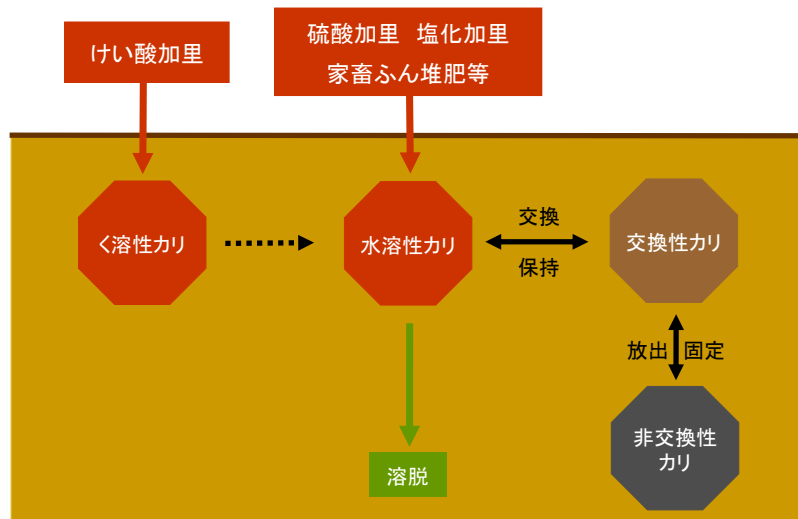 けい酸加里
硫酸加里 塩化加里
家畜ふん堆肥等
く溶性カリ
水溶性カリ
交換
保持
交換性カリ
放出
固定
非交換性
カリ
溶脱